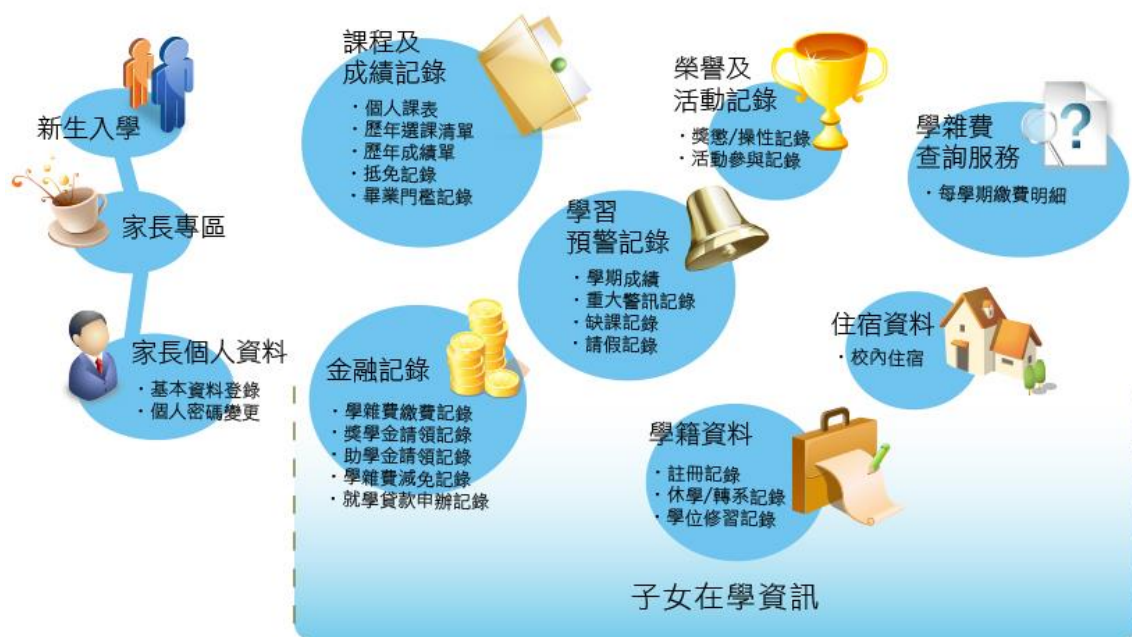 新生入學
家長專區
家長個人資料
・基本資料登錄
・個人密碼變更
課程及
成績記錄
・個人課表
・歷年選課清單
・歷年成績單
・抵免記錄
・畢業門檻記錄
榮譽及
活動記錄
・獎懲/操性記錄
・活動參與記錄
學雜費
查詢服務
・每學期繳費明細
學習
預警記錄
・學期成績
・重大警訊記錄
・缺課記錄
・請假記錄
住宿資料
・校內住宿
金融記錄
・學雜費繳費記錄
・獎學金請領記錄
・助學金請領記錄
・學雜費減免記錄
・就學貸款申辦記錄
學籍資料
・註冊記錄
・休學/轉系記錄
・學位修習記錄
子女在學資訊